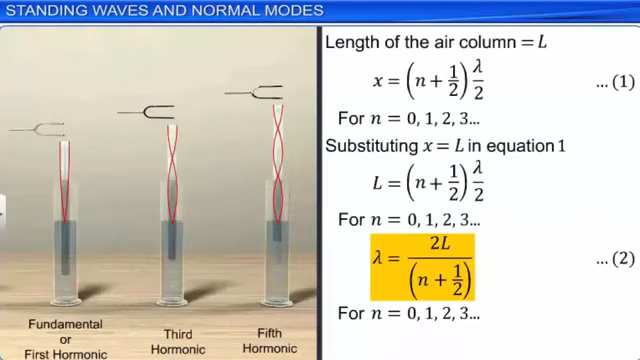 STANDING WAVES AND NORMAL MODES
Length of the air column = L
x = (n + 1/2) λ/2 ...(1)
For n = 0, 1, 2, 3...
Substituting x = L in equation 1
L = (n + 1/2) λ/2
For n = 0, 1, 2, 3...
λ = 2L/(n + 1/2) ...(2)
For n = 0, 1, 2, 3...
Fundamental
or
First Hormonic
Third
Hormonic
Fifth
Hormonic